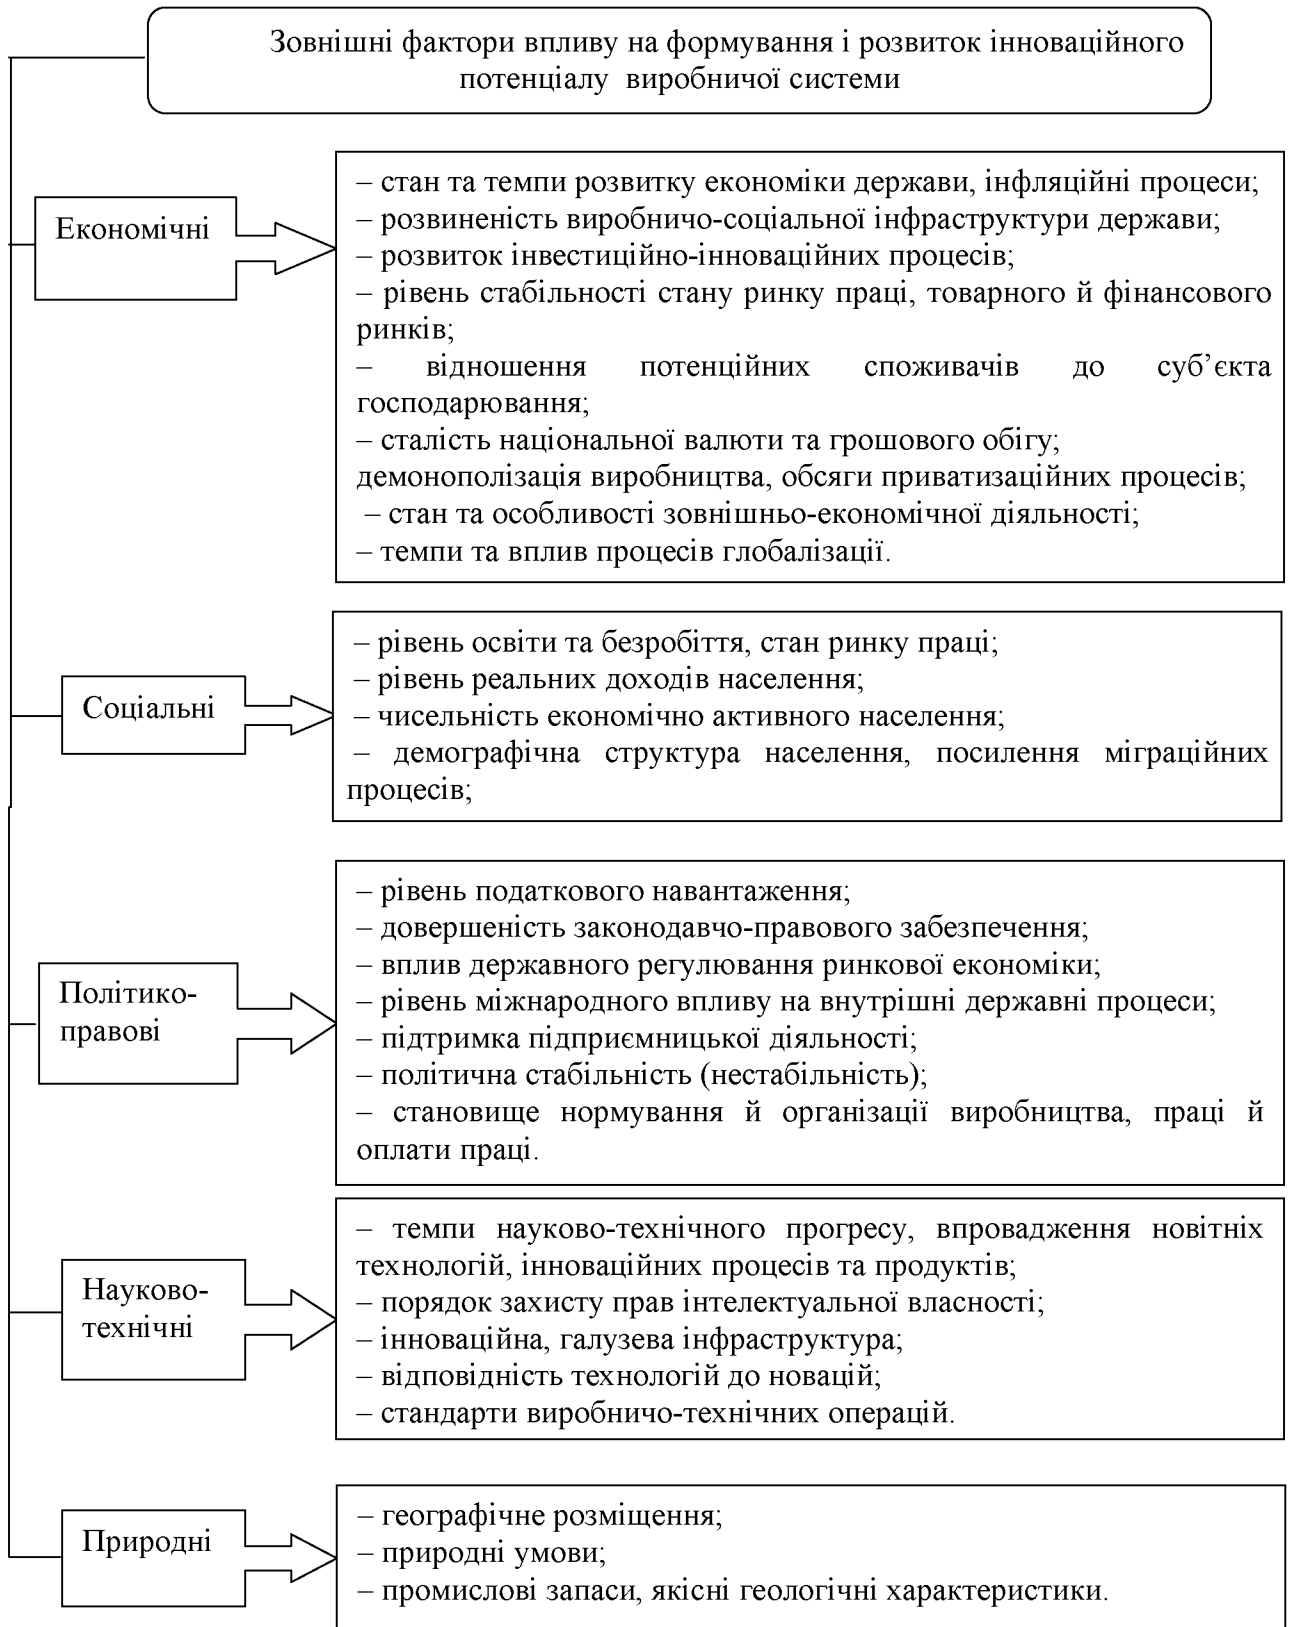 Зовнішні фактори впливу на формування і розвиток інноваційного
потенціалу виробничої системи
Економічні
– стан та темпи розвитку економіки держави, інфляційні процеси;
– розвиненість виробничо-соціальної інфраструктури держави;
– розвиток інвестиційно-інноваційних процесів;
– рівень стабільності стану ринку праці, товарного й фінансового
ринків;
– відношення потенційних споживачів до суб’єкта
господарювання;
– сталість національної валюти та грошового обігу;
демонополізація виробництва, обсяги приватизаційних процесів;
– стан та особливості зовнішньо-економічної діяльності;
– темпи та вплив процесів глобалізації.
Соціальні
– рівень освіти та безробіття, стан ринку праці;
– рівень реальних доходів населення;
– чисельність економічно активного населення;
– демографічна структура населення, посилення міграційних
процесів;
Політико-
правові
– рівень податкового навантаження;
– довершеність законодавчо-правового забезпечення;
– вплив державного регулювання ринкової економіки;
– рівень міжнародного впливу на внутрішні державні процеси;
– підтримка підприємницької діяльності;
– політична стабільність (нестабільність);
– становище нормування й організації виробництва, праці й
оплати праці.
Науково-
технічні
– темпи науково-технічного прогресу, впровадження новітніх
технологій, інноваційних процесів та продуктів;
– порядок захисту прав інтелектуальної власності;
– інноваційна, галузева інфраструктура;
– відповідність технологій до новацій;
– стандарти виробничо-технічних операцій.
Природні
– географічне розміщення;
– природні умови;
– промислові запаси, якісні геологічні характеристики.